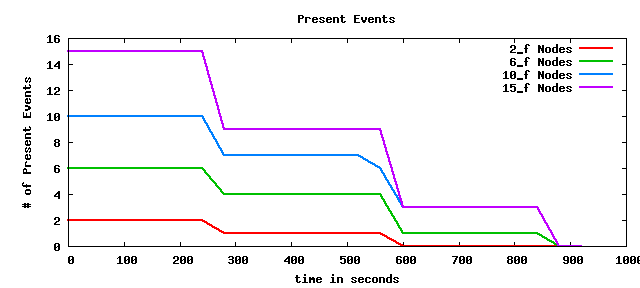 Present Events
2_f Nodes
6_f Nodes
10_f Nodes
15_f Nodes
# of Present Events
16
14
12
10
8
6
4
2
0
0 100 200 300 400 500 600 700 800 900 1000
time in seconds